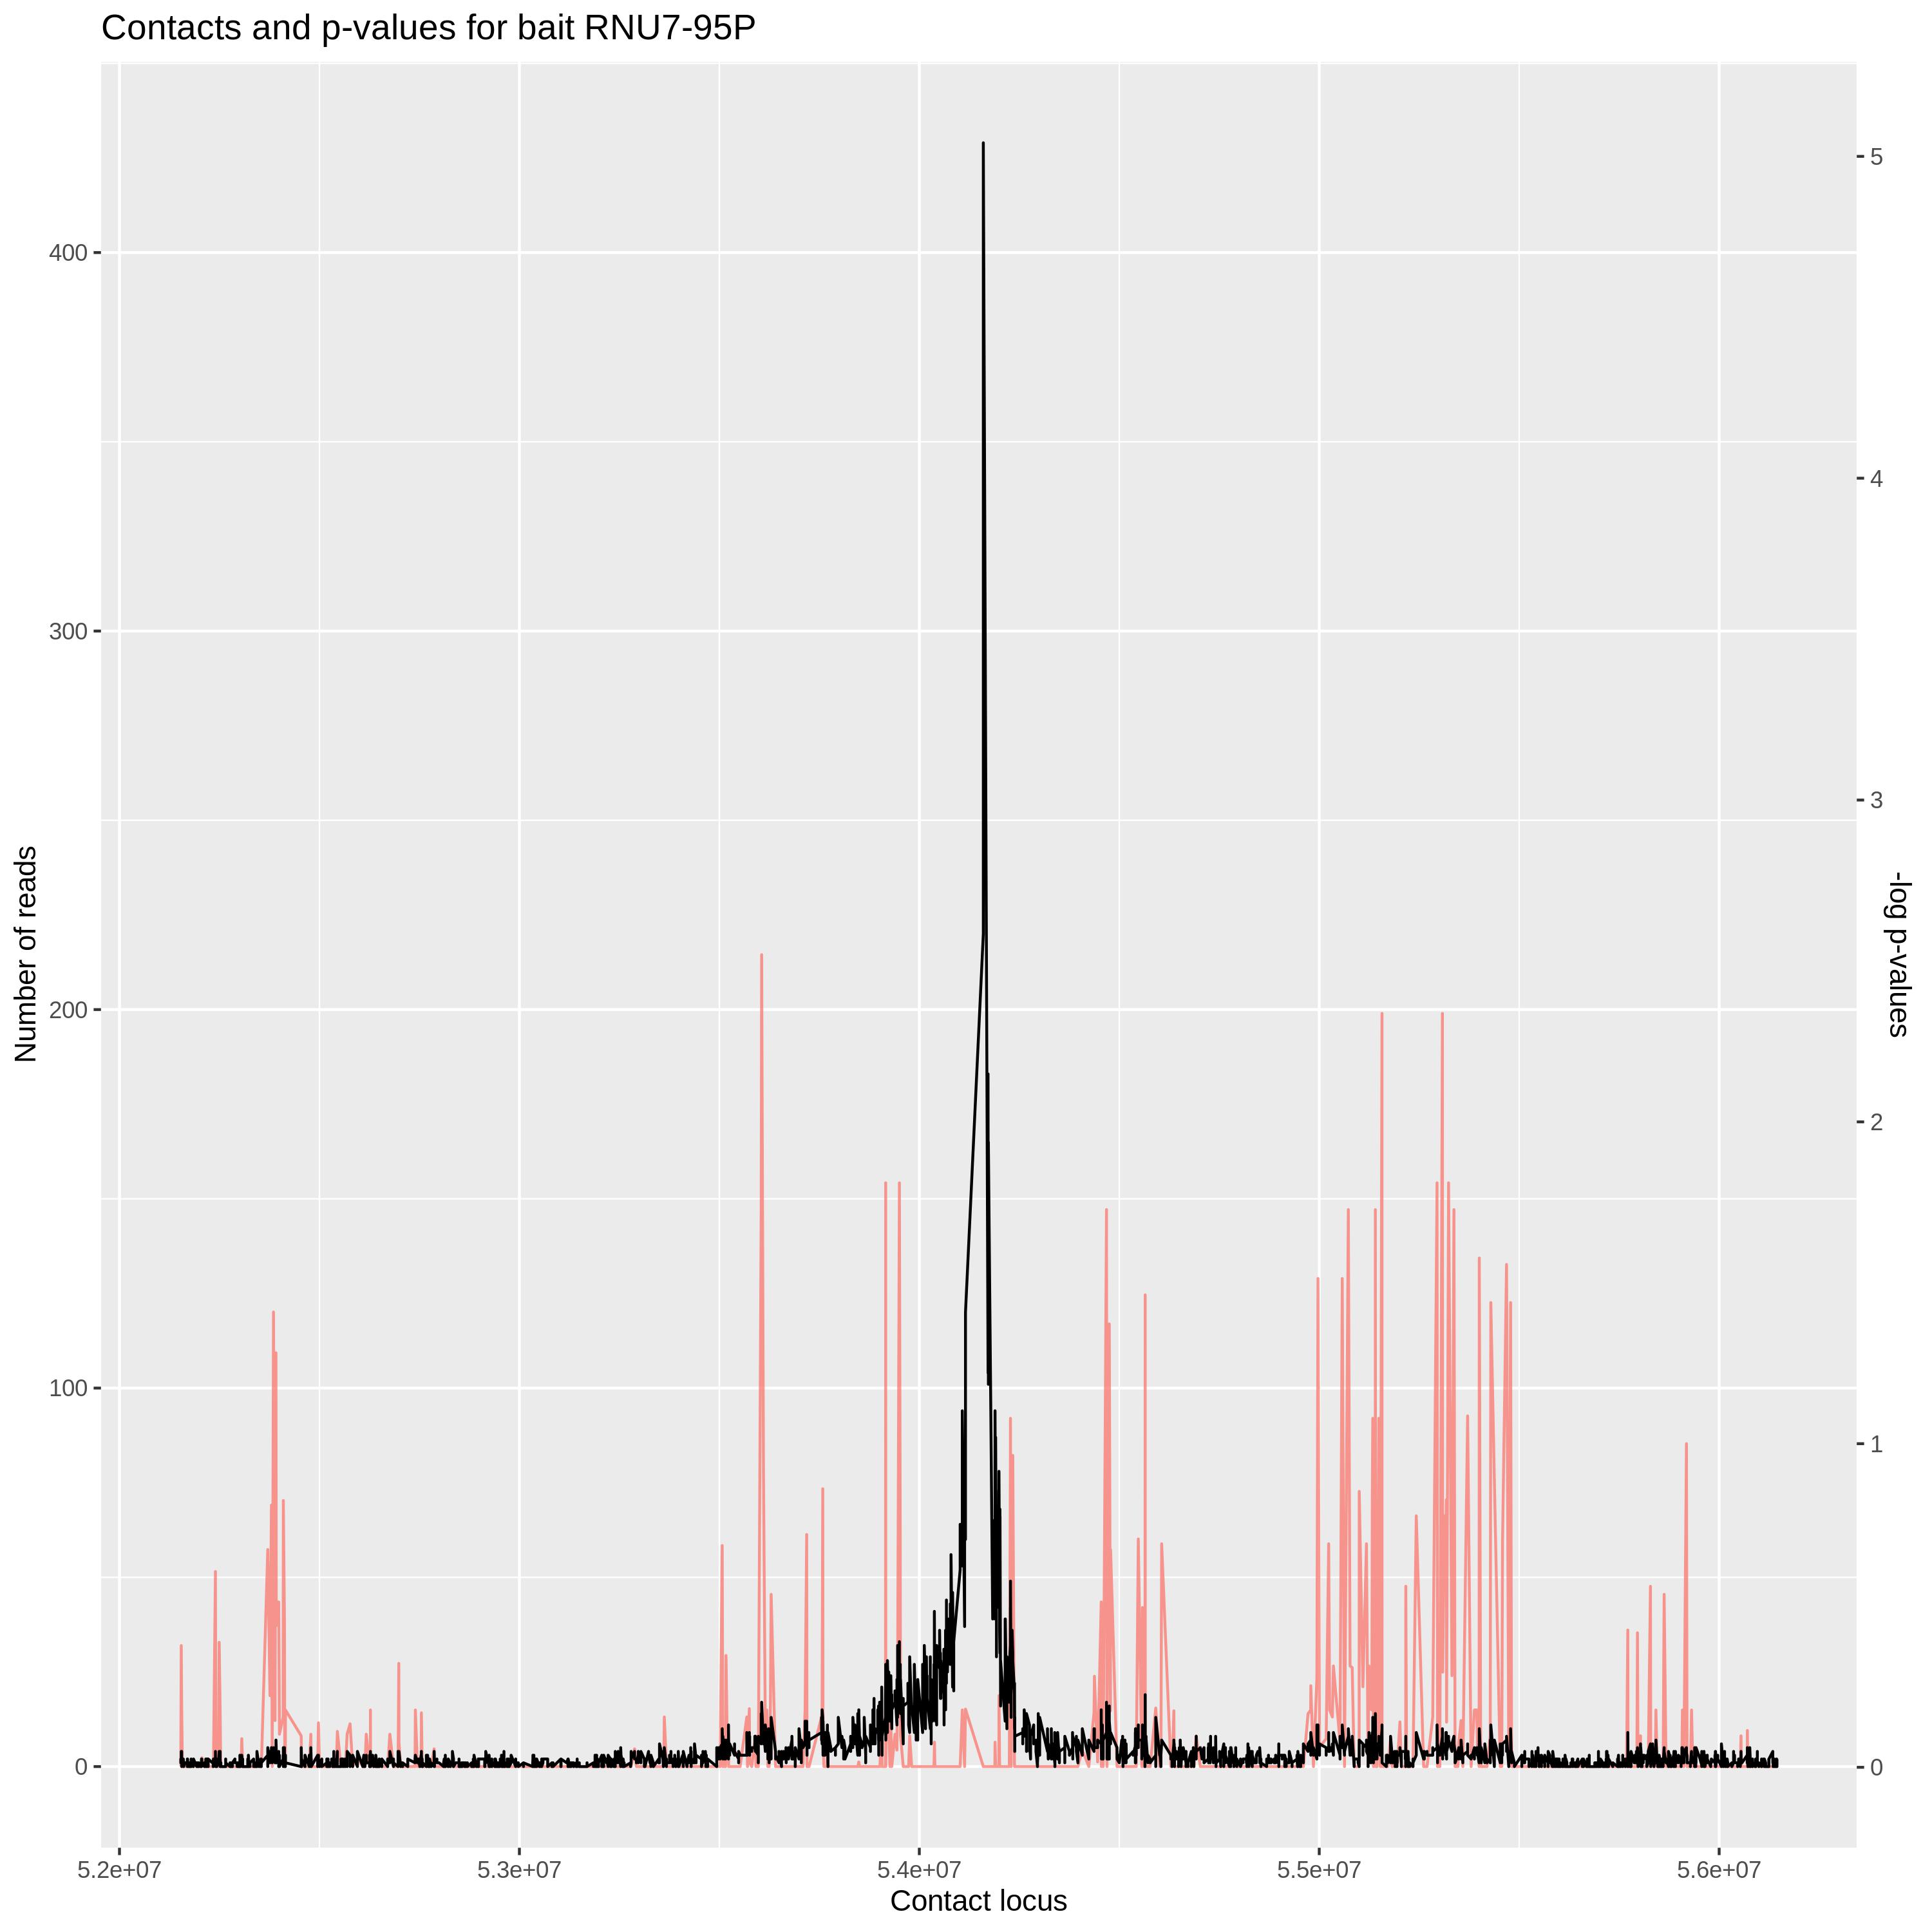 Contacts and p-values for bait RNU7-95P
Number of reads
400
300
200
100
0
5
4
3
2
1
0
-log p-values
5.2e+07
5.3e+07
5.4e+07
5.5e+07
5.6e+07
Contact locus